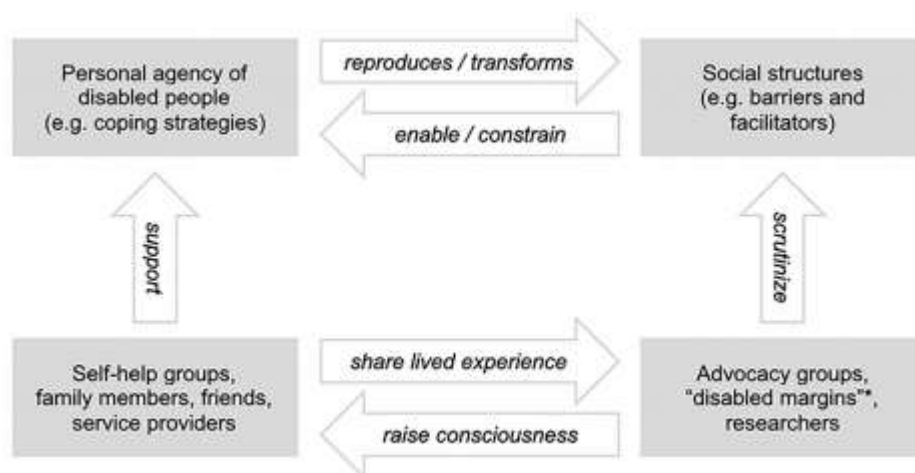 Personal agency of
disabled people
(e.g. coping strategies)
reproduces / transforms
enable / constrain
Social structures
(e.g. barriers and
facilitators)
support
scrutinize
Self-help groups,
family members, friends,
service providers
share lived experience
raise consciousness
Advocacy groups,
“disabled margins”*,
researchers